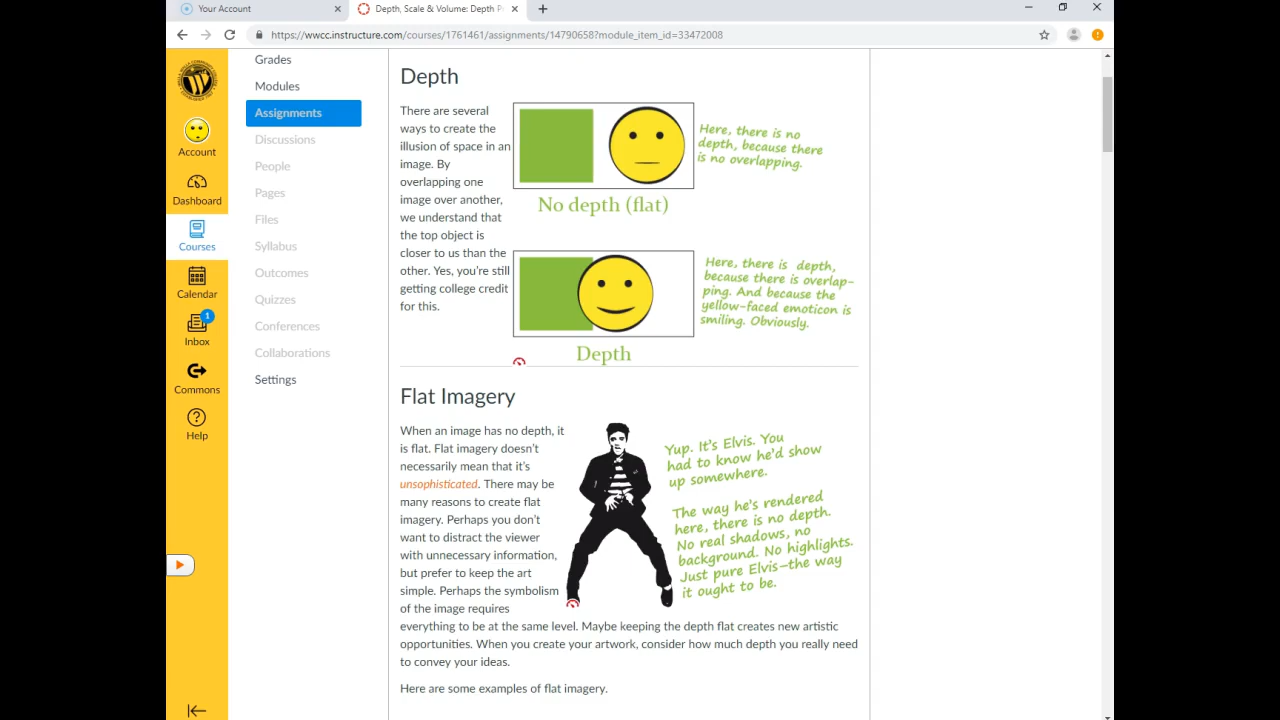 Your Account
Depth, Scale & Volume: Depth P
https://wwcc.instructure.com/courses/1761461/assignments/14790658?module_item_id=33472008
Account
Dashboard
Courses
Calendar
1
Inbox
Commons
Help
Grades
Modules
Assignments
Discussions
People
Pages
Files
Syllabus
Outcomes
Quizzes
Conferences
Collaborations
Settings
Depth
There are several
ways to create the
illusion of space in an
image. By
overlapping one
image over another,
we understand that
the top object is
closer to us than the
other. Yes, you're still
getting college credit
for this.
Here, there is no
depth, because there
is no overlapping.
No depth (flat)
Here, there is depth,
because there is overlap-
ping. And because the
yellow-faced emoticon is
smiling. Obviously.
Depth
Flat Imagery
When an image has no depth, it
is flat. Flat imagery doesn't
necessarily mean that it's
unsophisticated. There may be
many reasons to create flat
imagery. Perhaps you don't
want to distract the viewer
with unnecessary information,
but prefer to keep the art
simple. Perhaps the symbolism
of the image requires
everything to be at the same level. Maybe keeping the depth flat creates new artistic
opportunities. When you create your artwork, consider how much depth you really need
to convey your ideas.
Yup. It's Elvis. You
had to know he'd show
up somewhere.
The way he's rendered
here, there is no depth.
No real shadows, no
background. No highlights.
Just pure Elvis—the way
it ought to be.
Here are some examples of flat imagery.